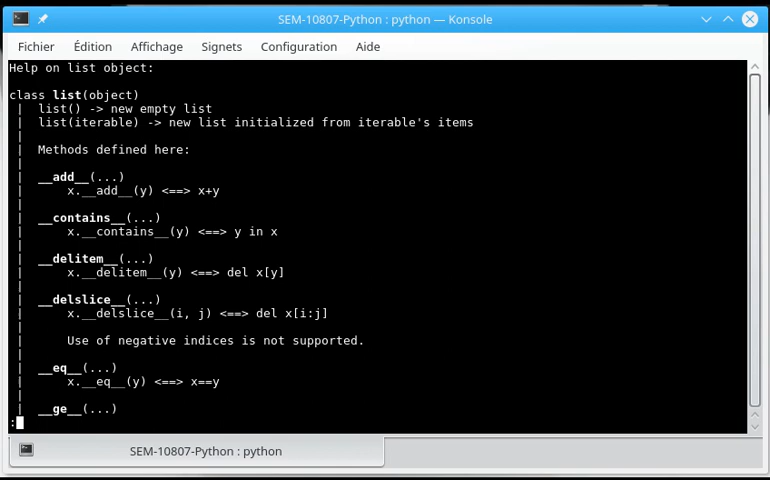 SEM-10807-Python : python — Konsole
Fichier Édition Affichage Signets Configuration Aide
Help on list object:
class list(object)
 |  list() -> new empty list
 |  list(iterable) -> new list initialized from iterable's items
 |
 |  Methods defined here:
 |
 |  __add__(...)
 |      x.__add__(y) <==> x+y
 |
 |  __contains__(...)
 |      x.__contains__(y) <==> y in x
 |
 |  __delitem__(...)
 |      x.__delitem__(y) <==> del x[y]
 |
 |  __delslice__(...)
 |      x.__delslice__(i, j) <==> del x[i:j]
 |
 |      Use of negative indices is not supported.
 |
 |  __eq__(...)
 |      x.__eq__(y) <==> x==y
 |
 |  __ge__(...)
:
SEM-10807-Python : python